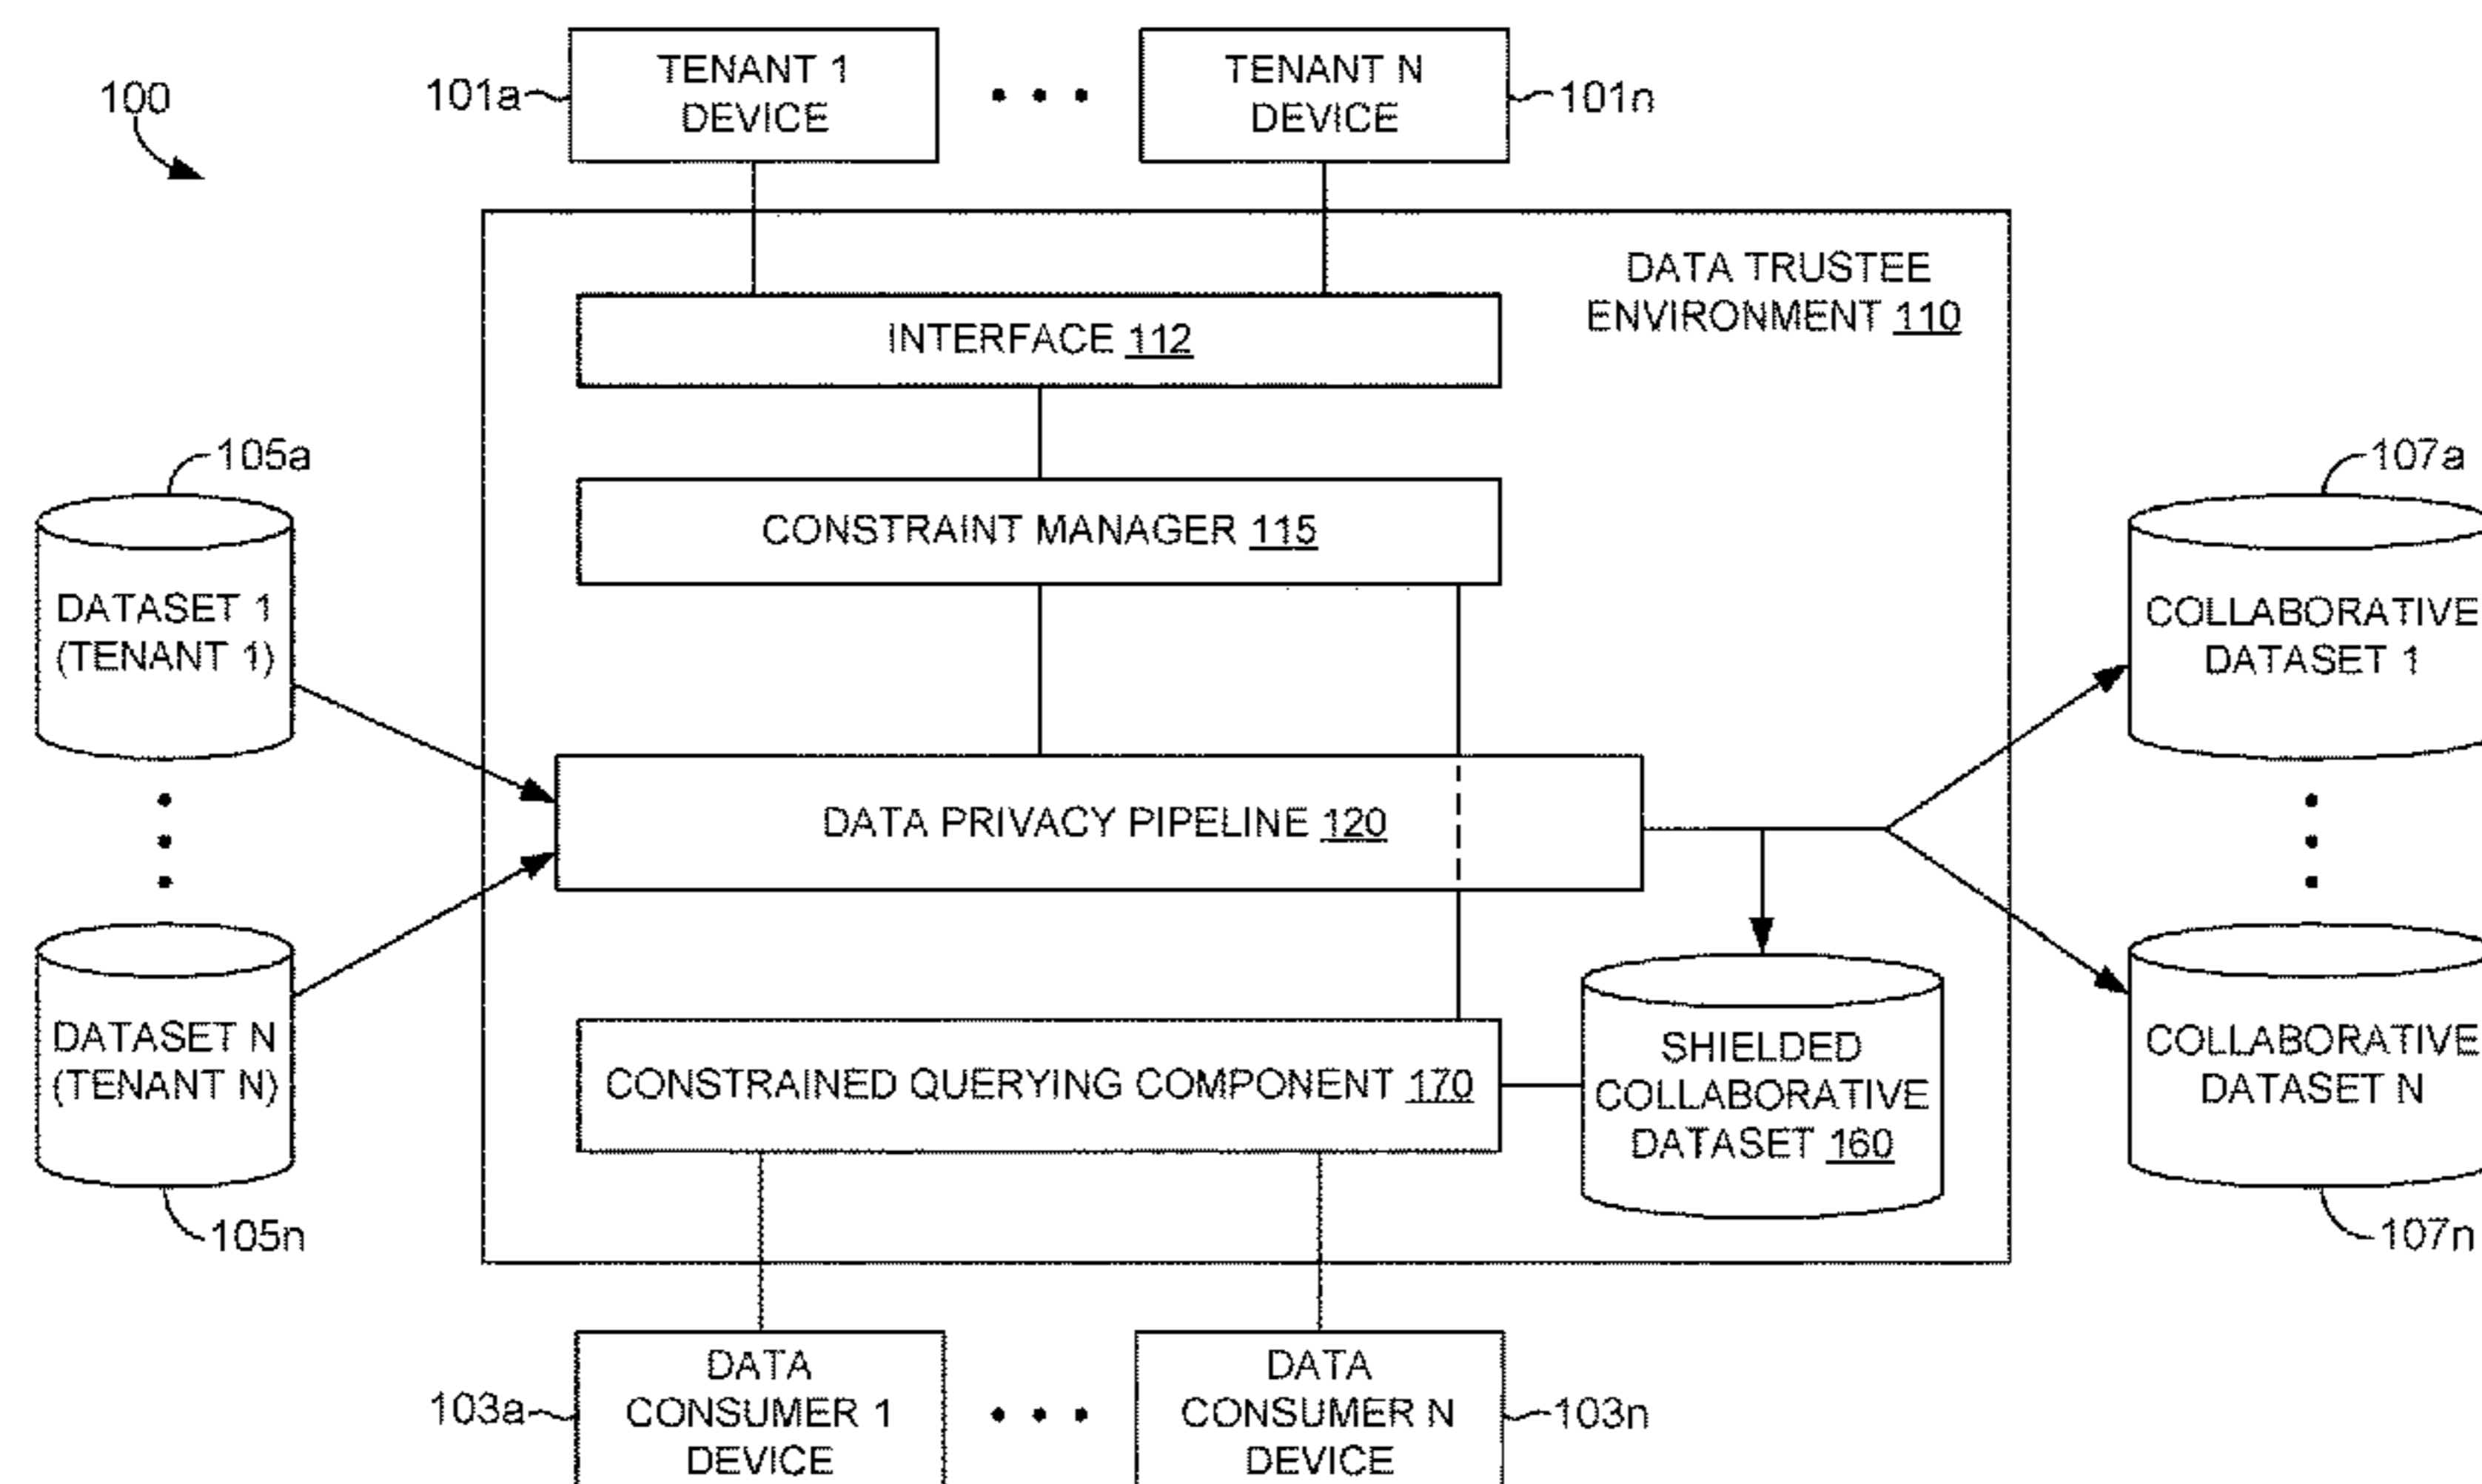 100
101a
TENANT 1
DEVICE
TENANT N
DEVICE
101n
DATA TRUSTEE
ENVIRONMENT 110
INTERFACE 112
CONSTRAINT MANAGER 115
105a
DATASET 1
(TENANT 1)
DATA PRIVACY PIPELINE 120
107a
COLLABORATIVE
DATASET 1
DATASET N
(TENANT N)
105n
CONSTRAINED QUERYING COMPONENT 170
SHIELDED
COLLABORATIVE
DATASET 160
COLLABORATIVE
DATASET N
107n
103a
DATA
CONSUMER 1
DEVICE
DATA
CONSUMER N
DEVICE
103n